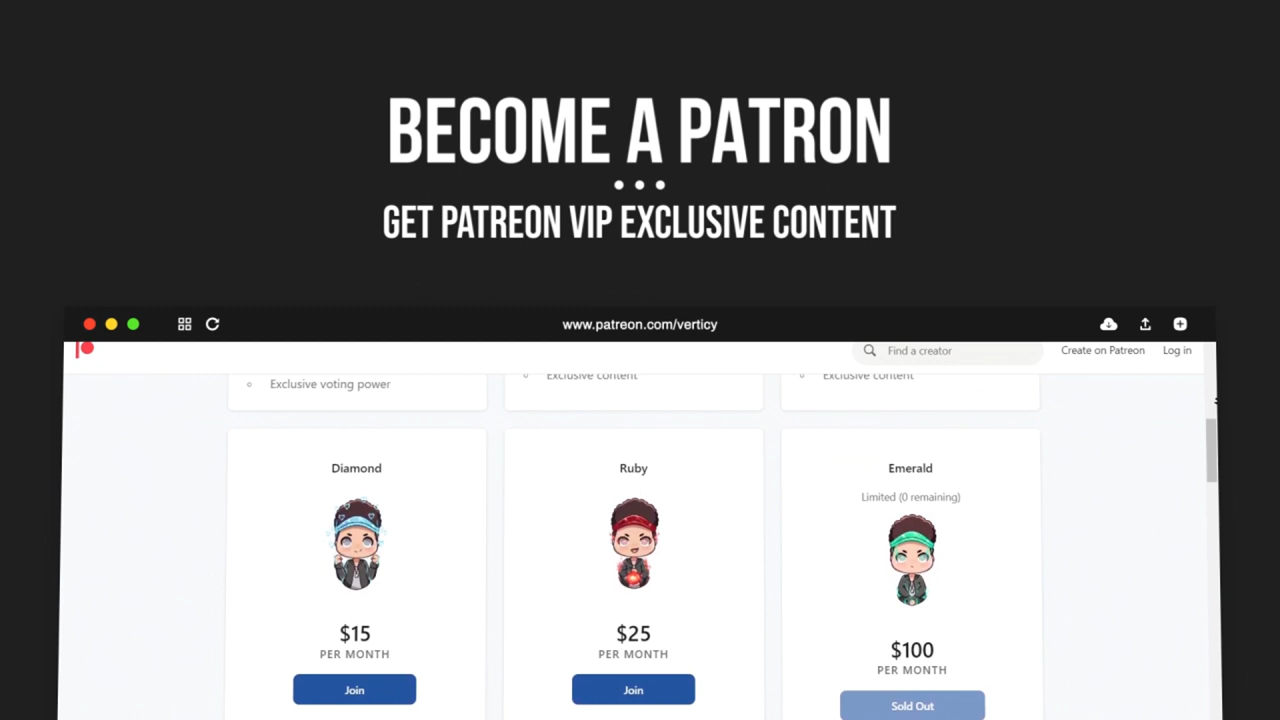 BECOME A PATRON
GET PATREON VIP EXCLUSIVE CONTENT
www.patreon.com/verticy
Find a creator
Create on Patreon
Log in
Exclusive voting power
Exclusive content
Exclusive content
Diamond
Ruby
Emerald
Limited (0 remaining)
$15
PER MONTH
Join
$25
PER MONTH
Join
$100
PER MONTH
Sold Out